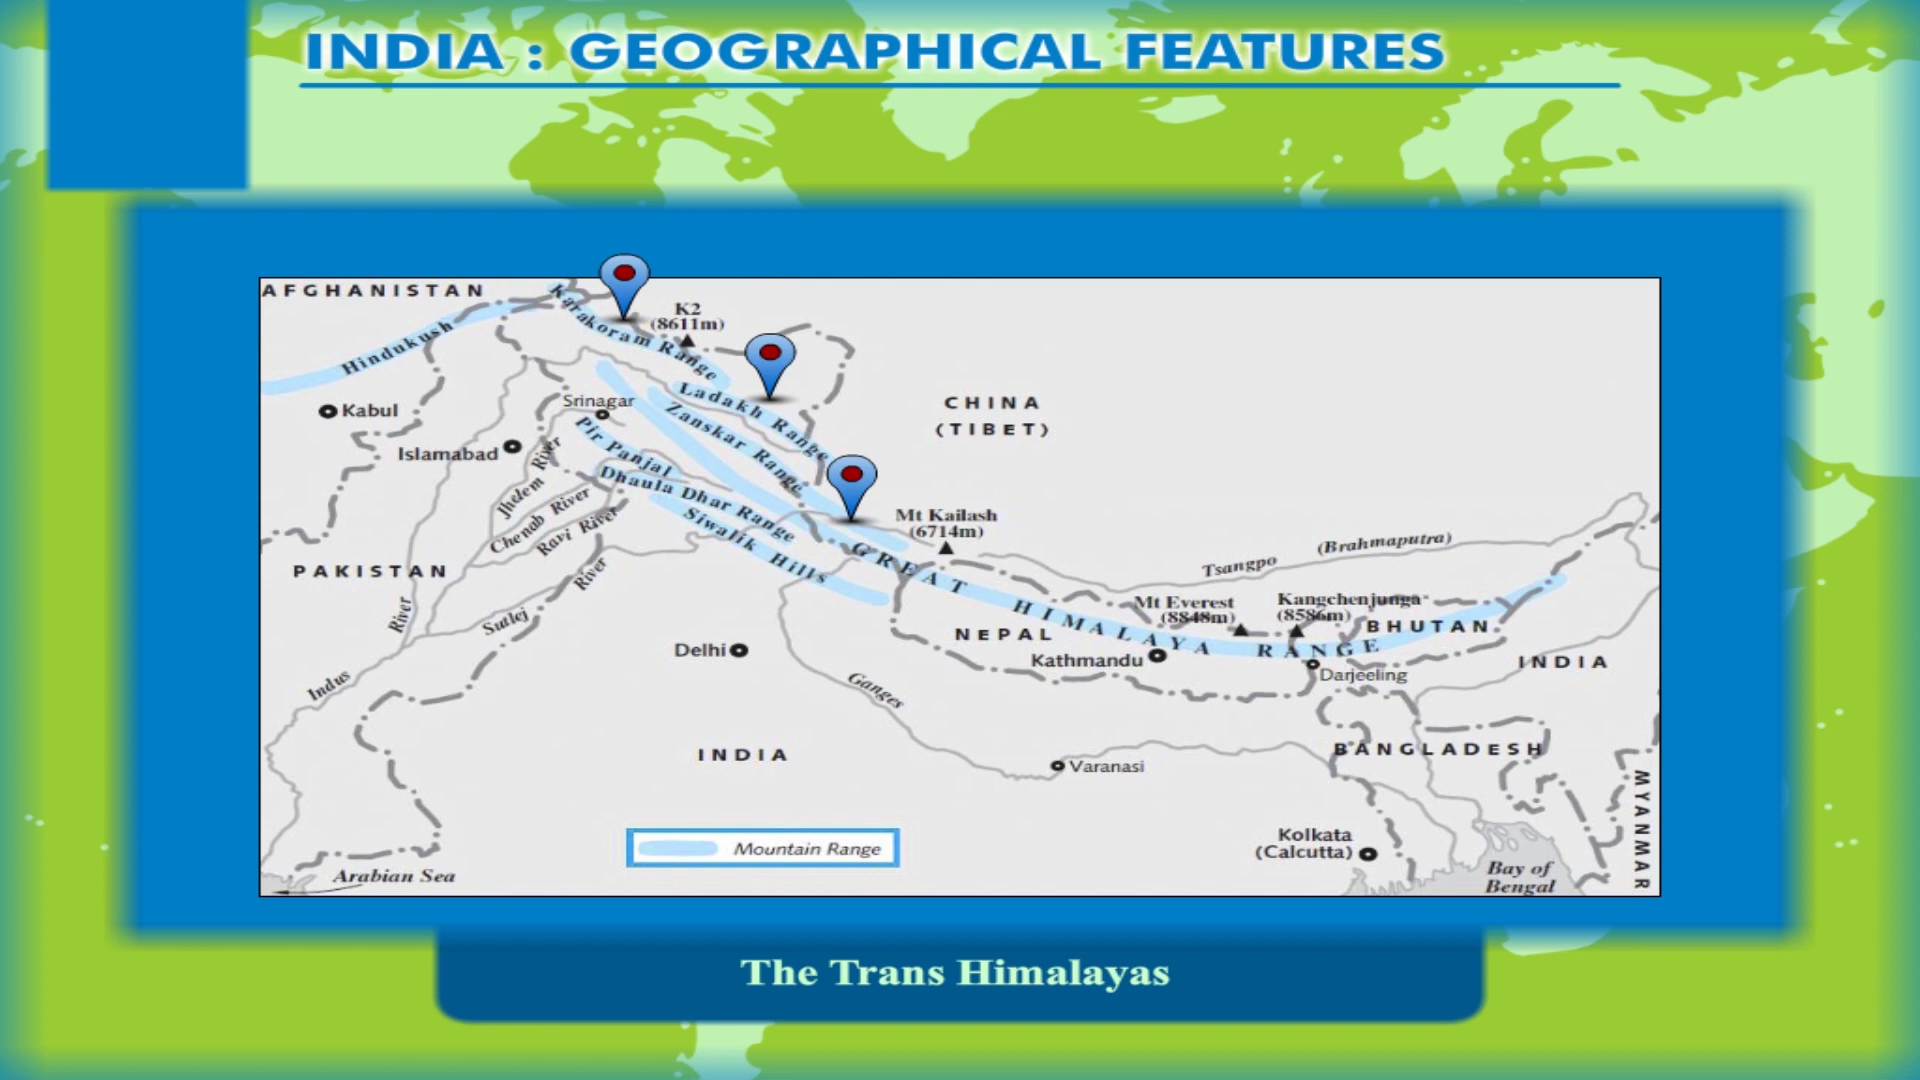 INDIA : GEOGRAPHICAL FEATURES
AFGHANISTAN
Karakoram Range
K2
(8611m)
Hindukush
Ladakh Range
Zanskar Range
Srinagar
Kabul
CHINA
(TIBET)
Islamabad
Pir Panjal
Jhelem River
Dhaula Dhar Range
Chenab River
Siwalik Hills
Ravi River
Mt Kailash
(6714m)
GREAT HIMALAYA RANGE
Tsangpo
(Brahmaputra)
PAKISTAN
River
Sutlej
River
Indus
Mt Everest
(8848m)
Kangchenjunga
(8586m)
BHUTAN
NEPAL
Delhi
Kathmandu
INDIA
Darjeeling
Ganges
INDIA
BANGLADESH
Varanasi
MYANMAR
Mountain Range
Kolkata
(Calcutta)
Arabian Sea
Bay of
Bengal
The Trans Himalayas